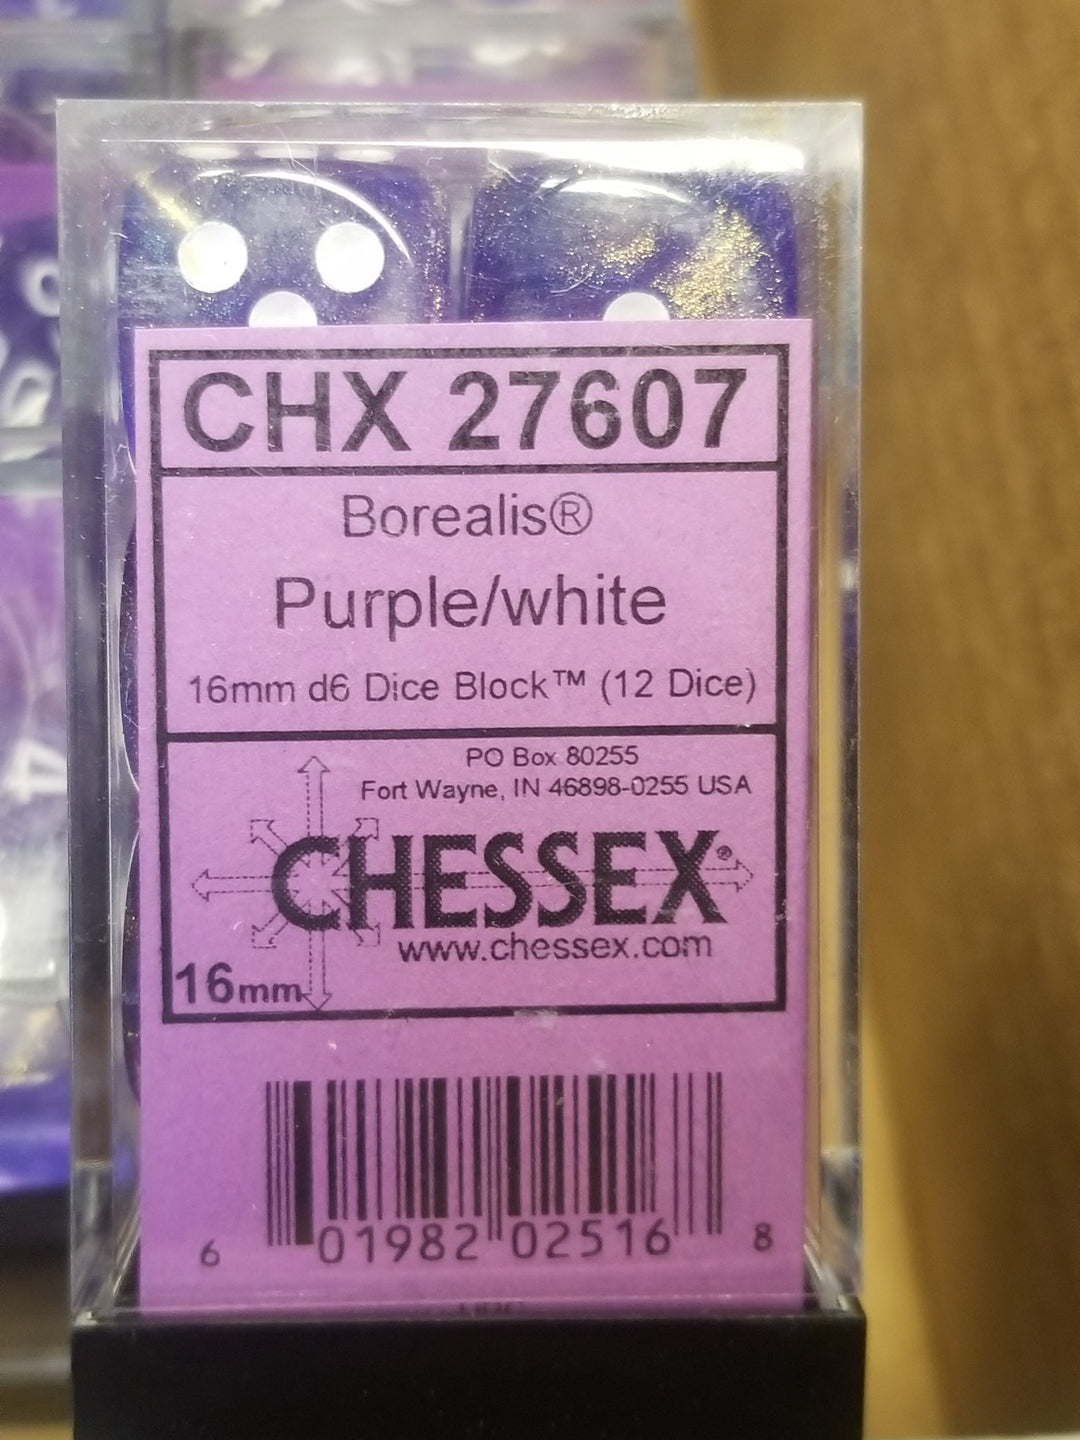 CHX 27607
Borealis®
Purple/white
16mm d6 Dice Block™ (12 Dice)
PO Box 80255
Fort Wayne, IN 46898-0255 USA
CHESSEX®
www.chessex.com
16mm
6 01982 02516 8
4